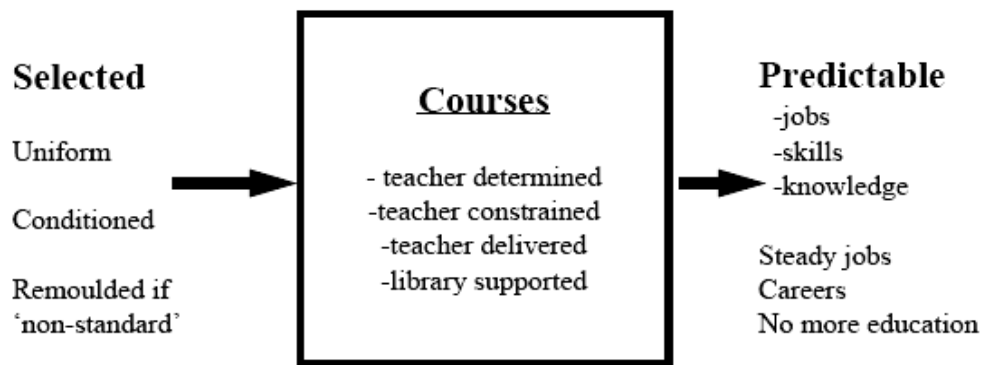 Selected
Uniform
Conditioned
Remoulded if
‘non-standard’
Courses
- teacher determined
-teacher constrained
-teacher delivered
-library supported
Predictable
-jobs
-skills
-knowledge
Steady jobs
Careers
No more education